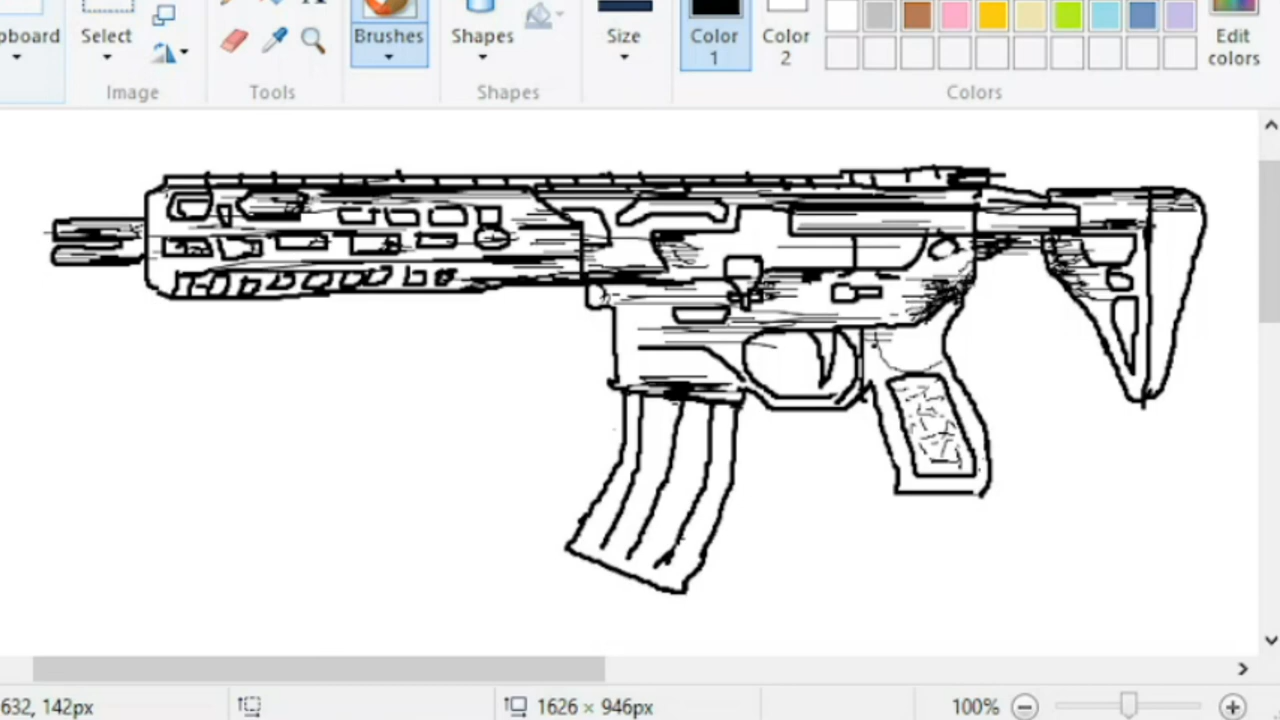 pboard
Select
Brushes
Shapes
Size
Color
1
Color
2
Edit
colors
Image
Tools
Shapes
Colors
632, 142px
1626 × 946px
100%